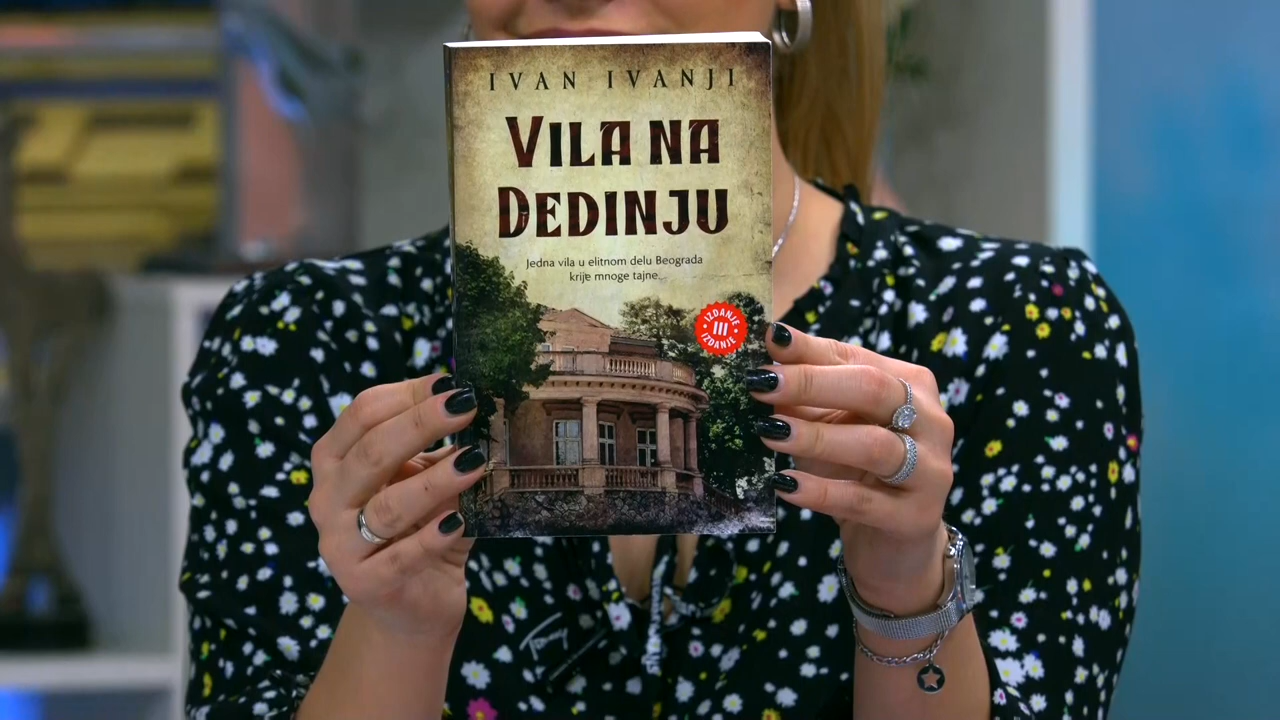 IVAN IVANJI
VILA NA
DEDINJU
Jedna vila u elitnom delu Beograda
krije mnoge tajne...
IZDANJE
III
IZDANJE